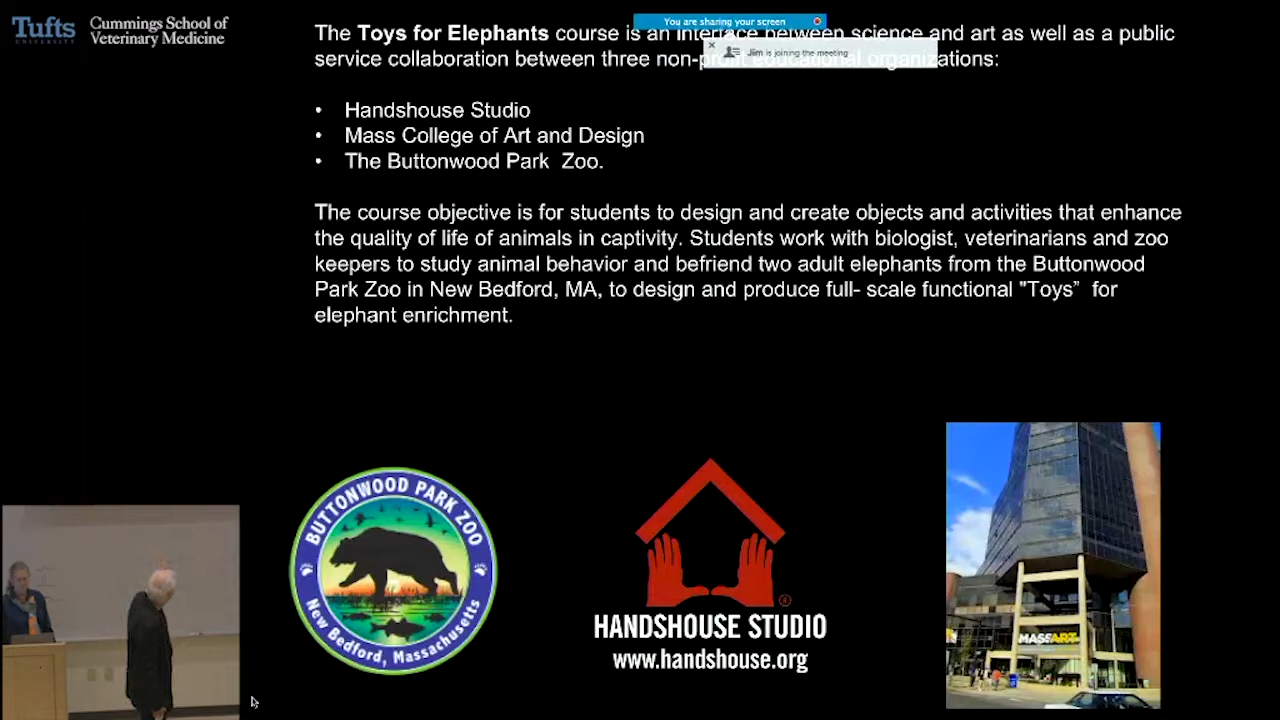 Tufts
UNIVERSITY
Cummings School of
Veterinary Medicine
You are sharing your screen
Jim is joining the meeting
The Toys for Elephants course is an interface between science and art as well as a public
service collaboration between three non-profit educational organizations:
• Handshouse Studio
• Mass College of Art and Design
• The Buttonwood Park Zoo.
The course objective is for students to design and create objects and activities that enhance
the quality of life of animals in captivity. Students work with biologist, veterinarians and zoo
keepers to study animal behavior and befriend two adult elephants from the Buttonwood
Park Zoo in New Bedford, MA, to design and produce full- scale functional "Toys” for
elephant enrichment.
BUTTONWOOD PARK ZOO
New Bedford, Massachusetts
®
HANDSHOUSE STUDIO
www.handshouse.org
MASSART